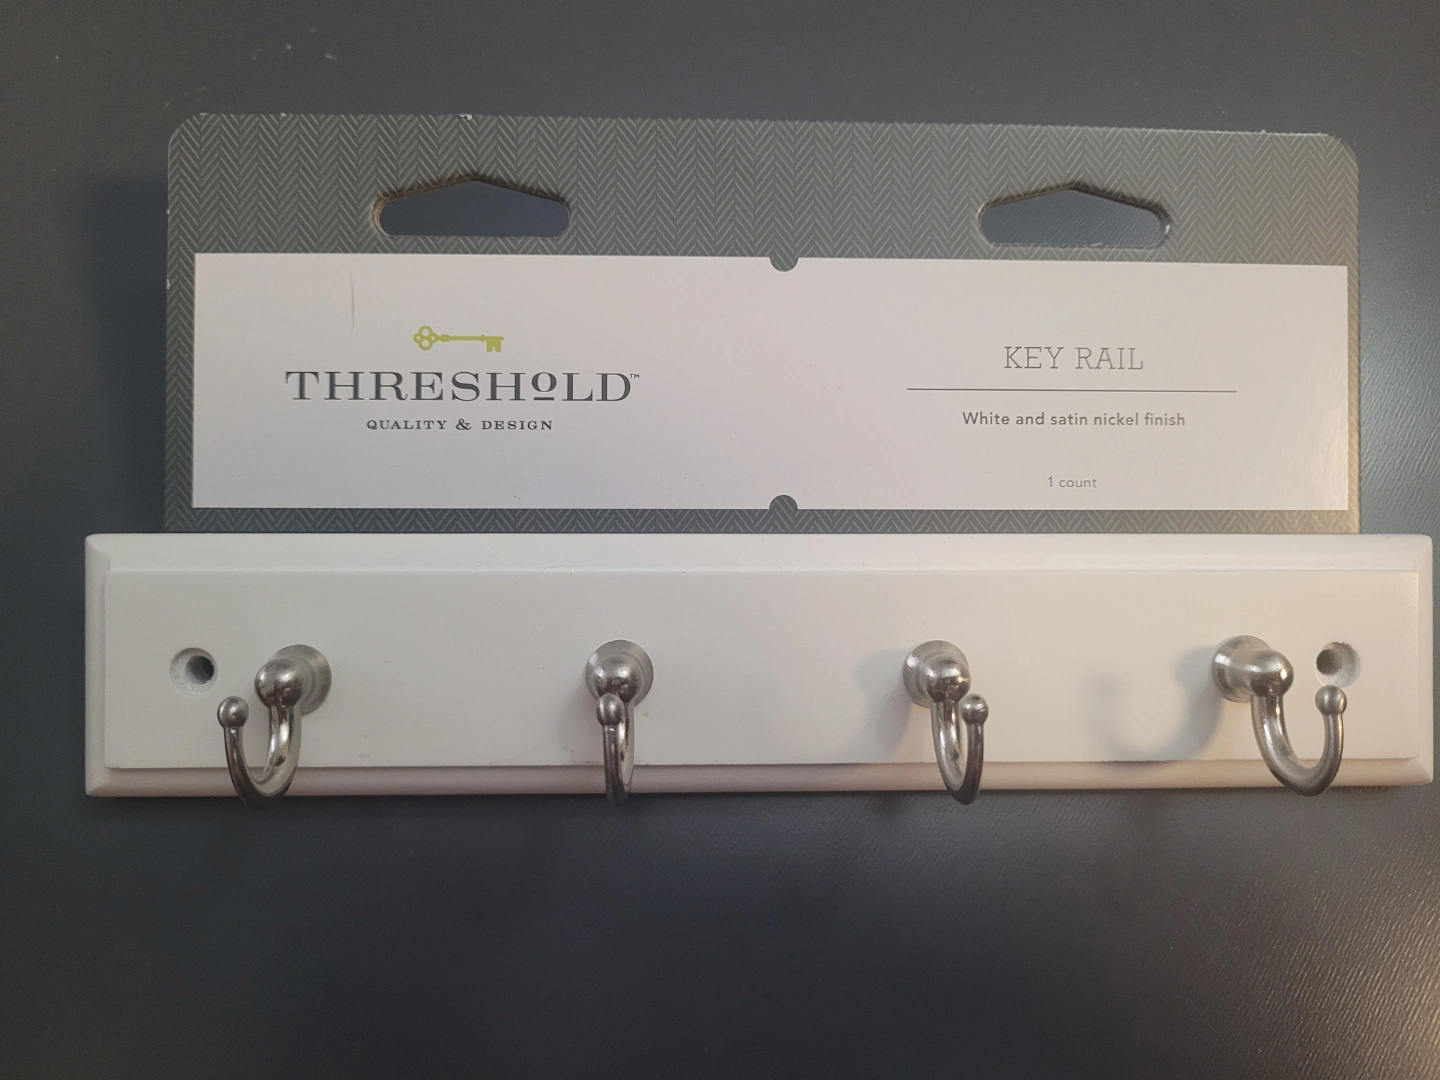 THRESHOLD™
QUALITY & DESIGN
KEY RAIL
White and satin nickel finish
1 count